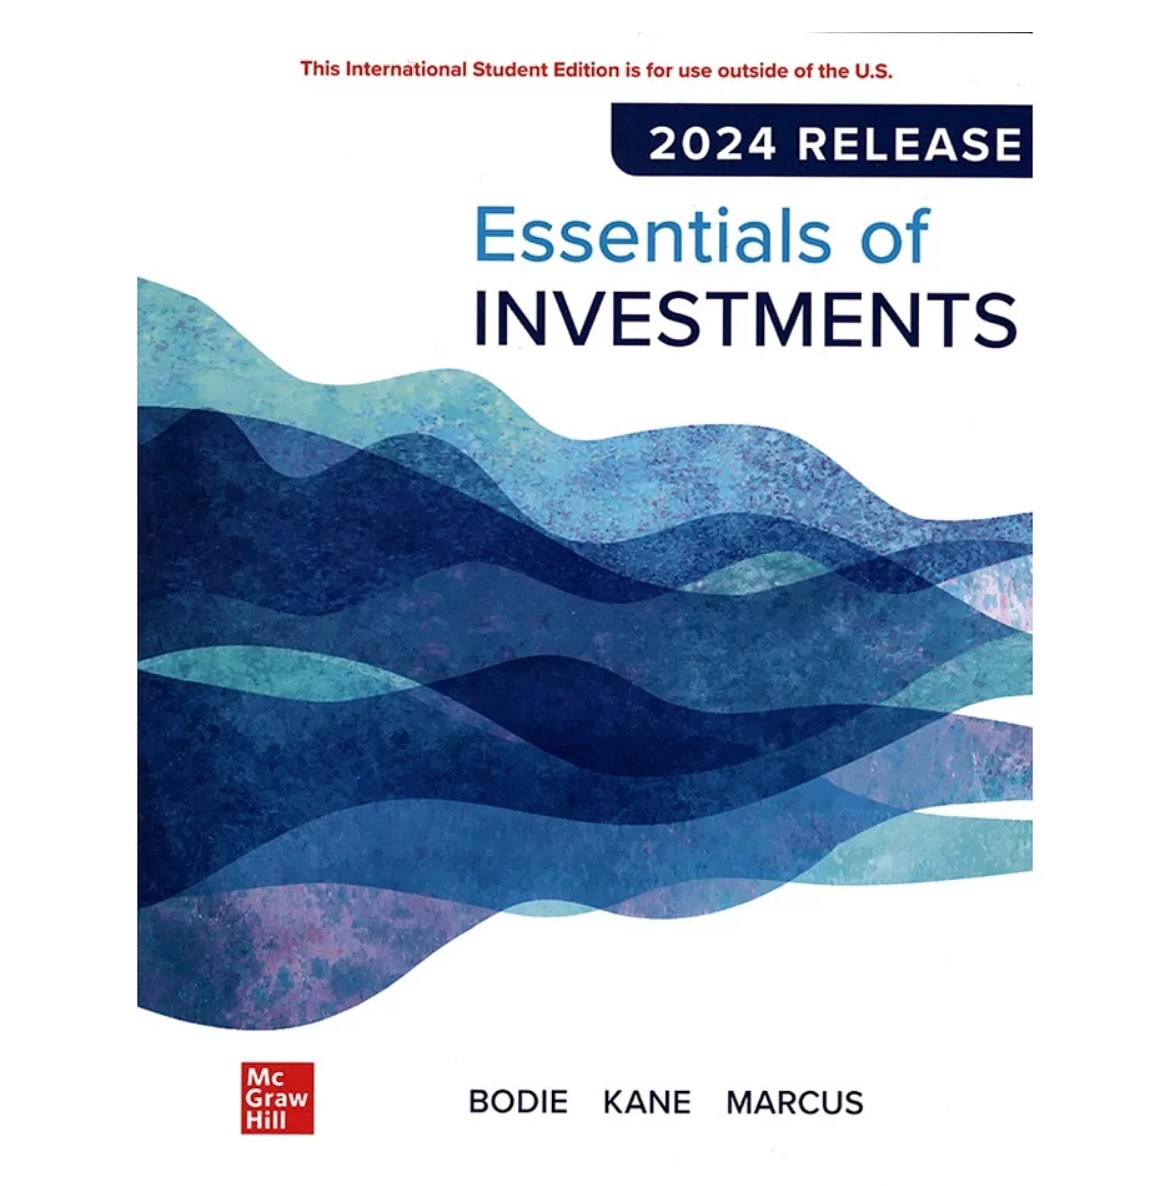 This International Student Edition is for use outside of the U.S.
2024 RELEASE
Essentials of
INVESTMENTS
Mc
Graw
Hill
BODIE KANE MARCUS